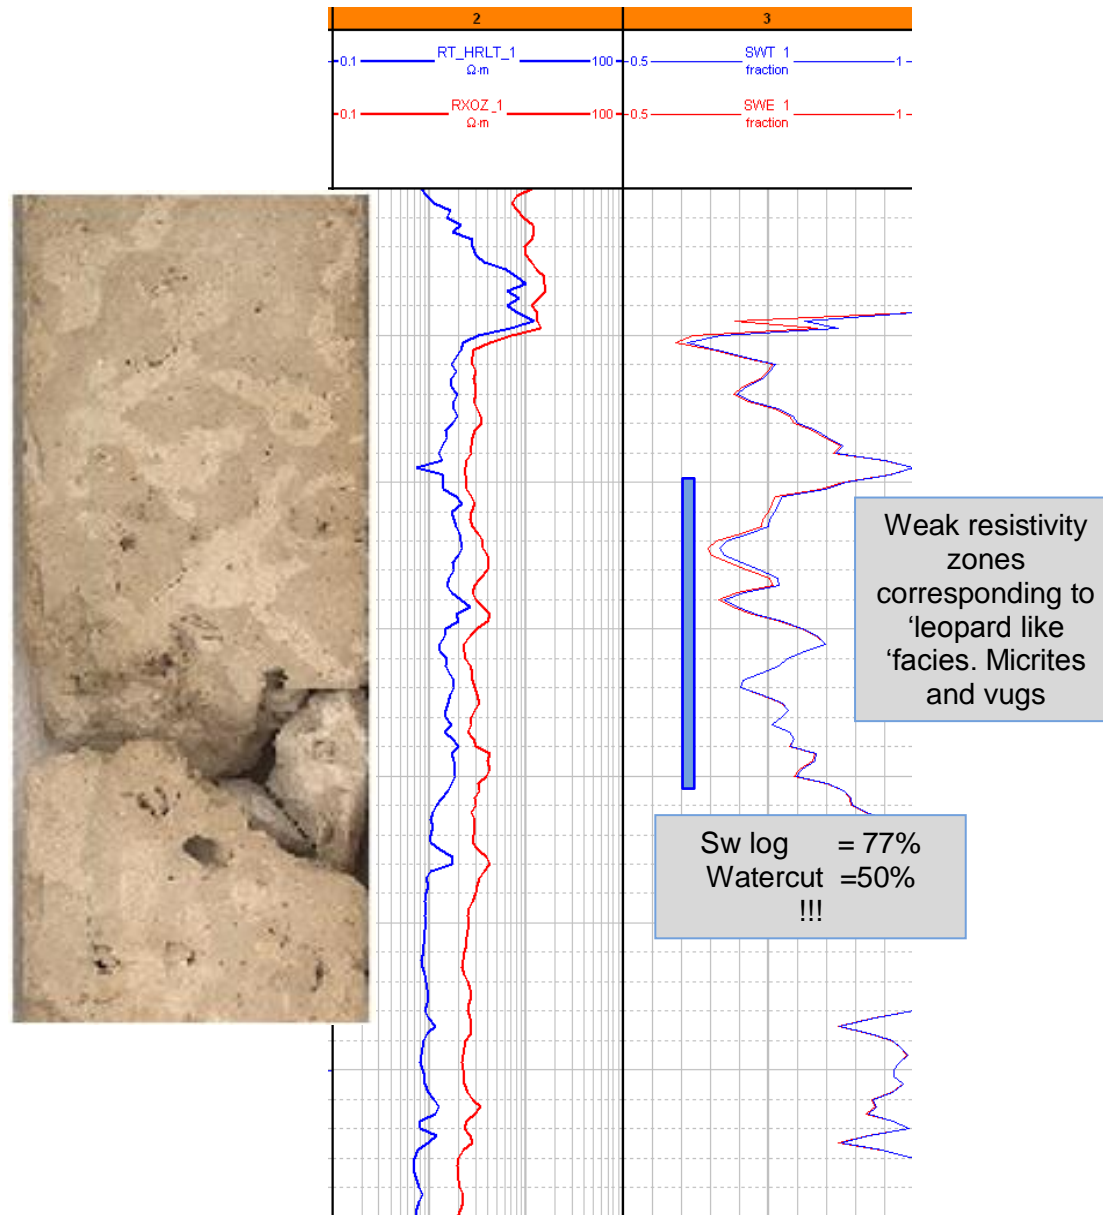 2 3
RT_HRLT_1 SWT_1
0.1 Ω·m 100 0.5 fraction 1
RXOZ_1 SWE_1
0.1 Ω·m 100 0.5 fraction 1
Weak resistivity
zones
corresponding to
‘leopard like
‘facies. Micrites
and vugs
Sw log = 77%
Watercut =50%
!!!